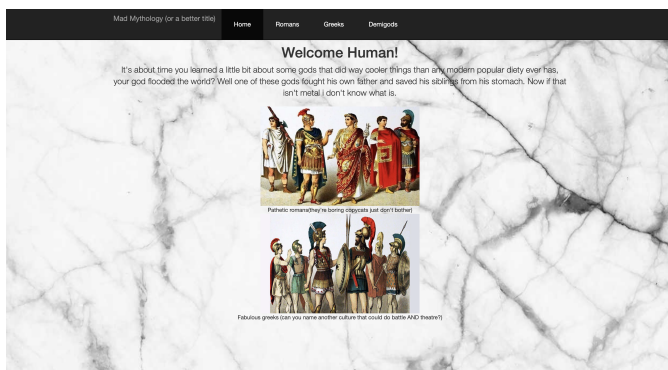 Mad Mythology (or a better title)
Home Romans Greeks Demigods
Welcome Human!
It's about time you learned a little bit about some gods that did way cooler things than any modern popular diety ever has,
your god flooded the world? Well one of these gods fought his own father and saved his siblings from his stomach. Now if that
isn't metal i don't know what is.
Pathetic romans(they're boring copycats just don't bother)
Fabulous greeks (can you name another culture that could do battle AND theatre?)